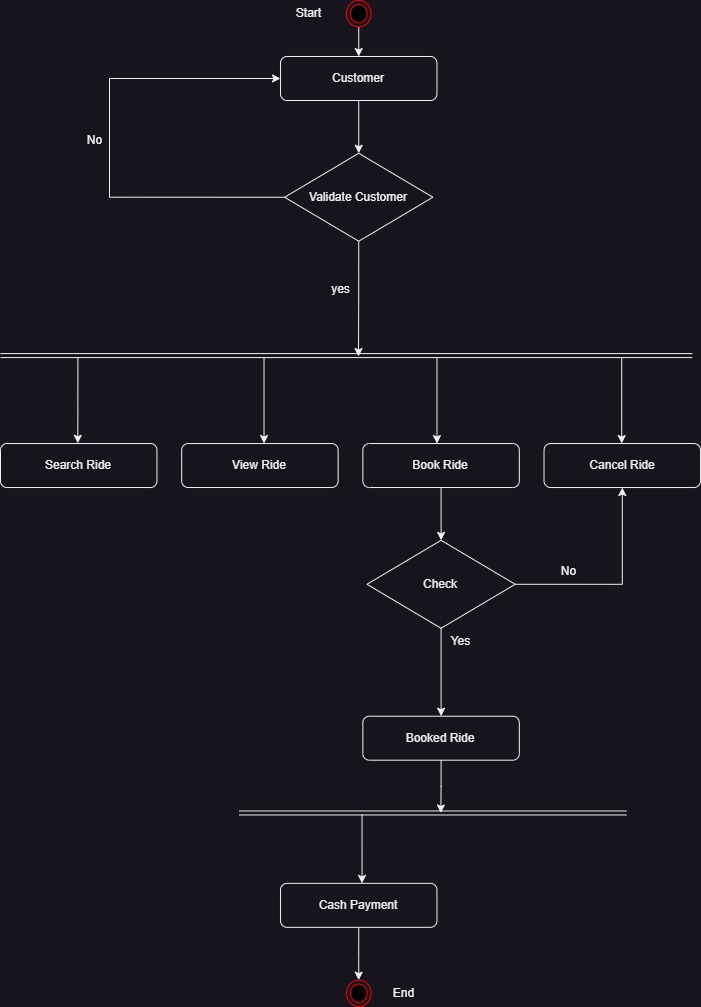 Start
Customer
No
Validate Customer
yes
Search Ride
View Ride
Book Ride
Cancel Ride
Check
No
Yes
Booked Ride
Cash Payment
End